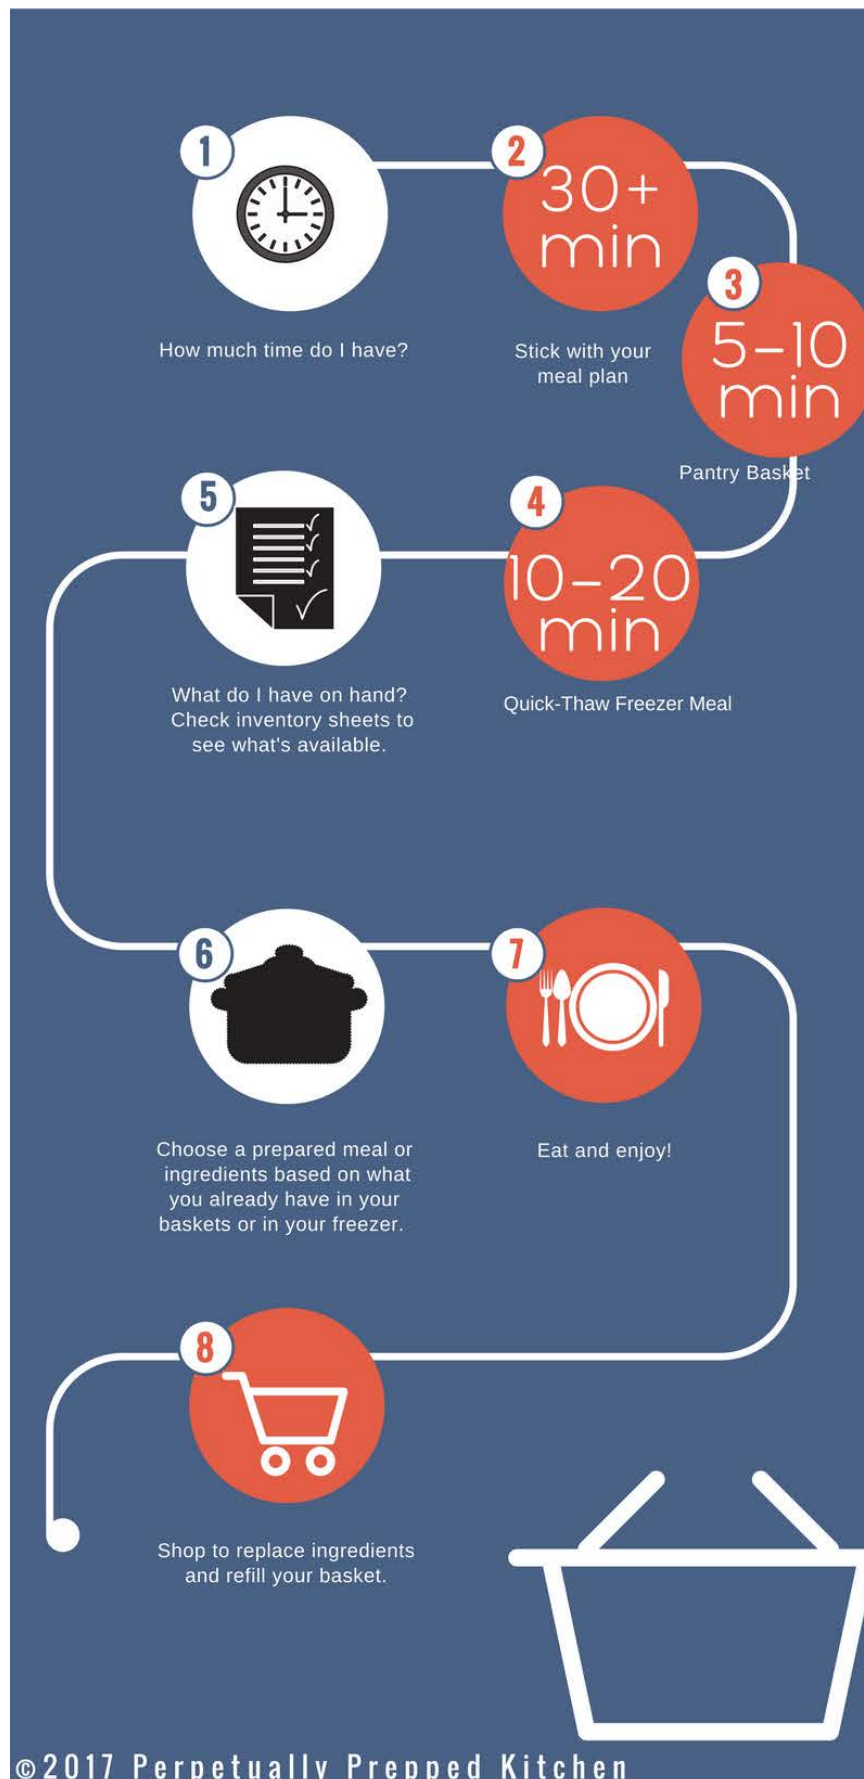 1
How much time do I have?
2
30+
min
Stick with your
meal plan
3
5-10
min
Pantry Basket
4
10-20
min
Quick-Thaw Freezer Meal
5
What do I have on hand?
Check inventory sheets to
see what's available.
6
Choose a prepared meal or
ingredients based on what
you already have in your
baskets or in your freezer.
7
Eat and enjoy!
8
Shop to replace ingredients
and refill your basket.
©2017 Perpetually Prepped Kitchen